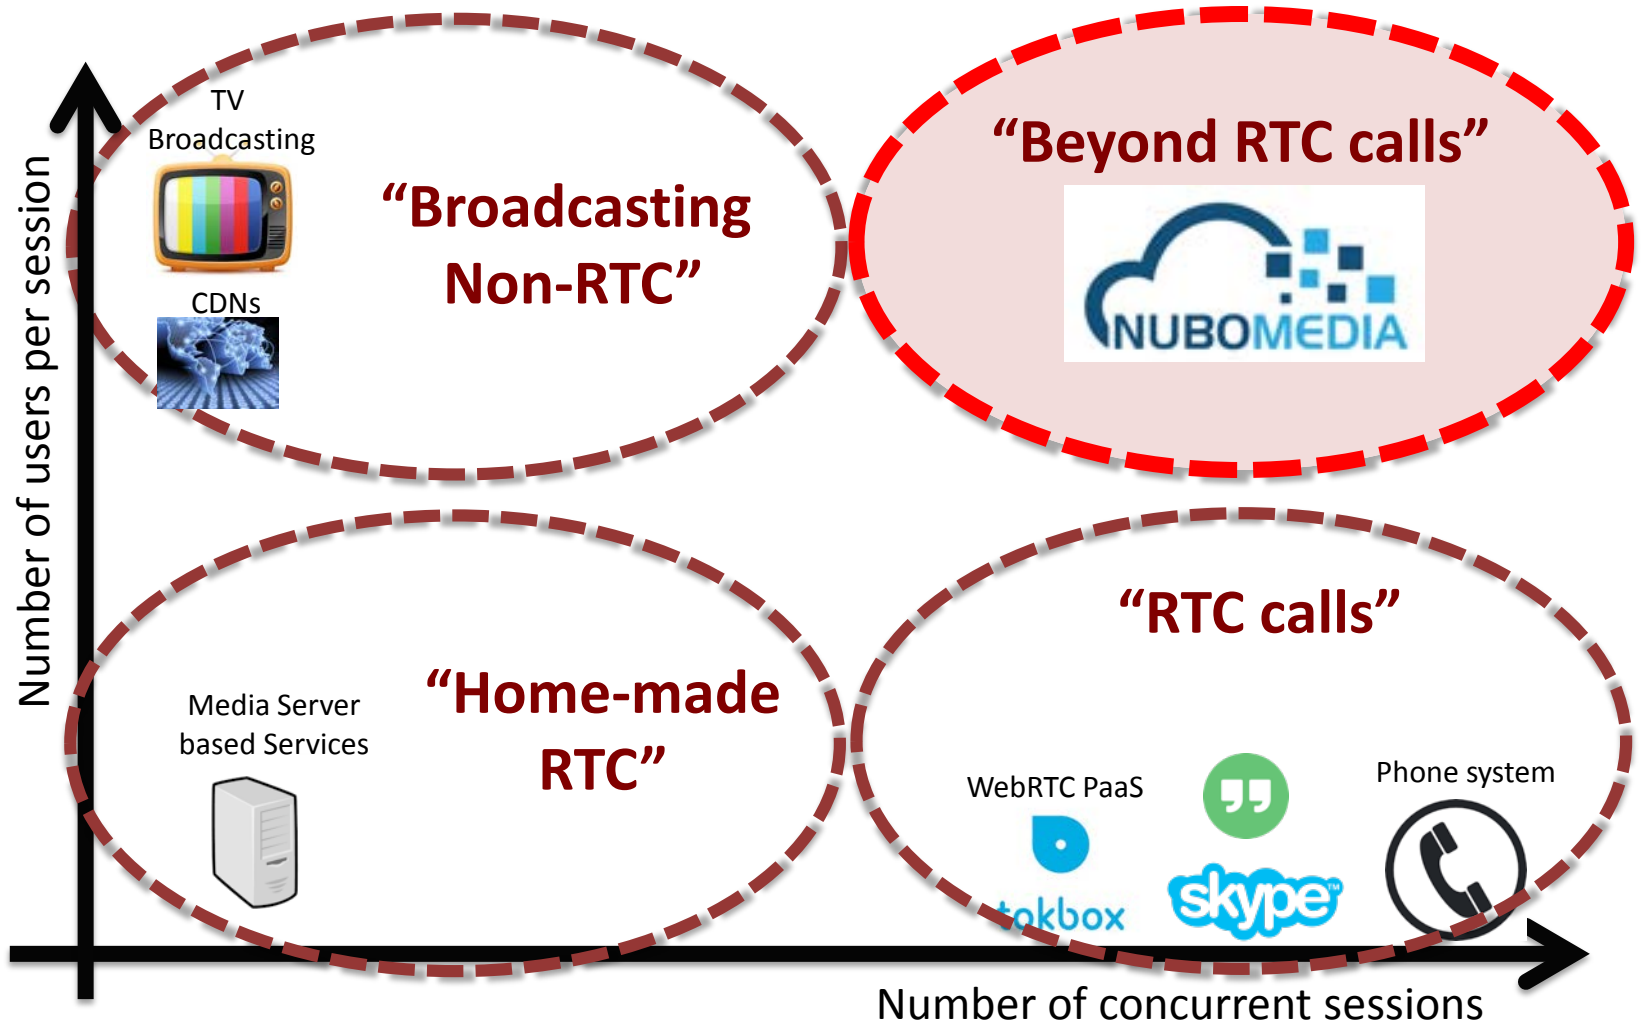 TV
Broadcasting
CDNs
“Broadcasting
Non-RTC”
“Beyond RTC calls”
NUBOMEDIA
Number of users per session
Media Server
based Services
“Home-made
RTC”
“RTC calls”
WebRTC PaaS
tokbox
skype™
Phone system
Number of concurrent sessions